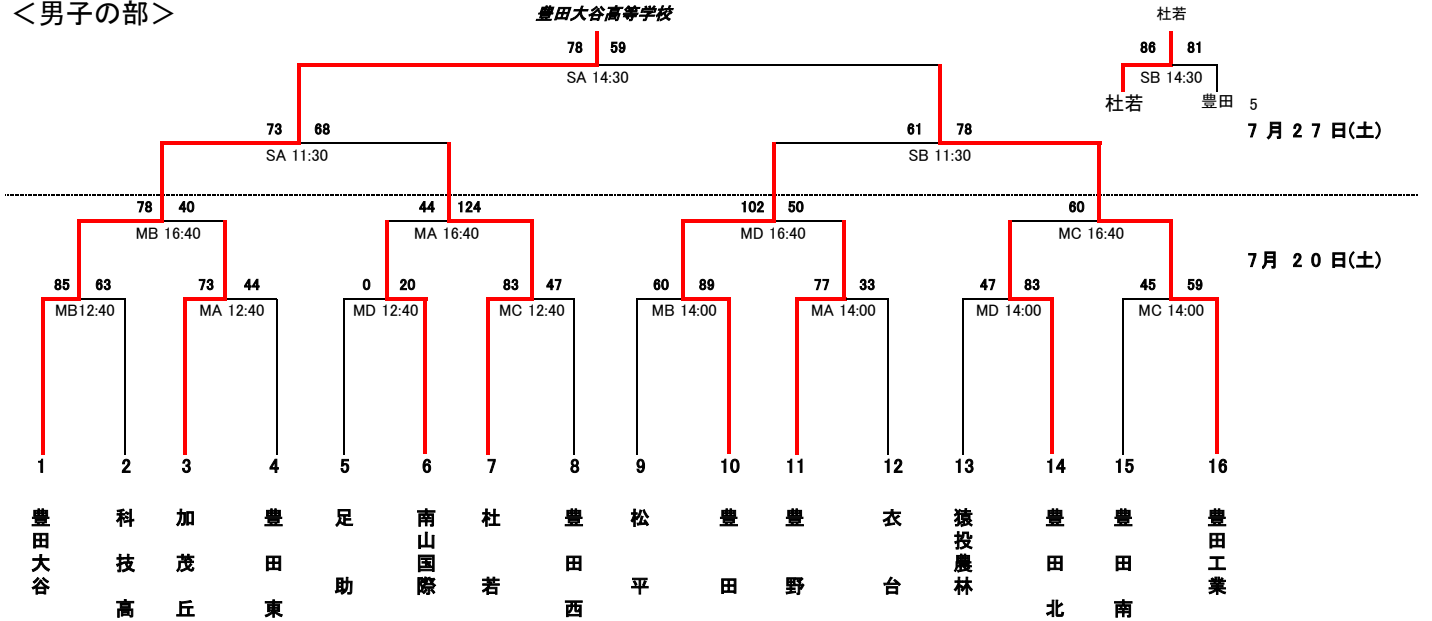 ＜男子の部＞
豊田大谷高等学校
杜若
78 59
86 81
SA 14:30
SB 14:30
杜若 豊田 5
7 月 2 7 日(土)
73 68
61 78
SA 11:30
SB 11:30
78 40
44 124
102 50
60
MB 16:40
MA 16:40
MD 16:40
MC 16:40
7月 2 0 日(土)
85 63
73 44
0 20
83 47
60 89
77 33
47 83
45 59
MB12:40
MA 12:40
MD 12:40
MC 12:40
MB 14:00
MA 14:00
MD 14:00
MC 14:00
1 2 3 4 5 6 7 8 9 10 11 12 13 14 15 16
豊田大谷
科技高
加茂丘
豊田東
足助
南山国際
杜若
豊田西
松平
豊田
豊野
衣台
猿投農林
豊田北
豊田南
豊田工業